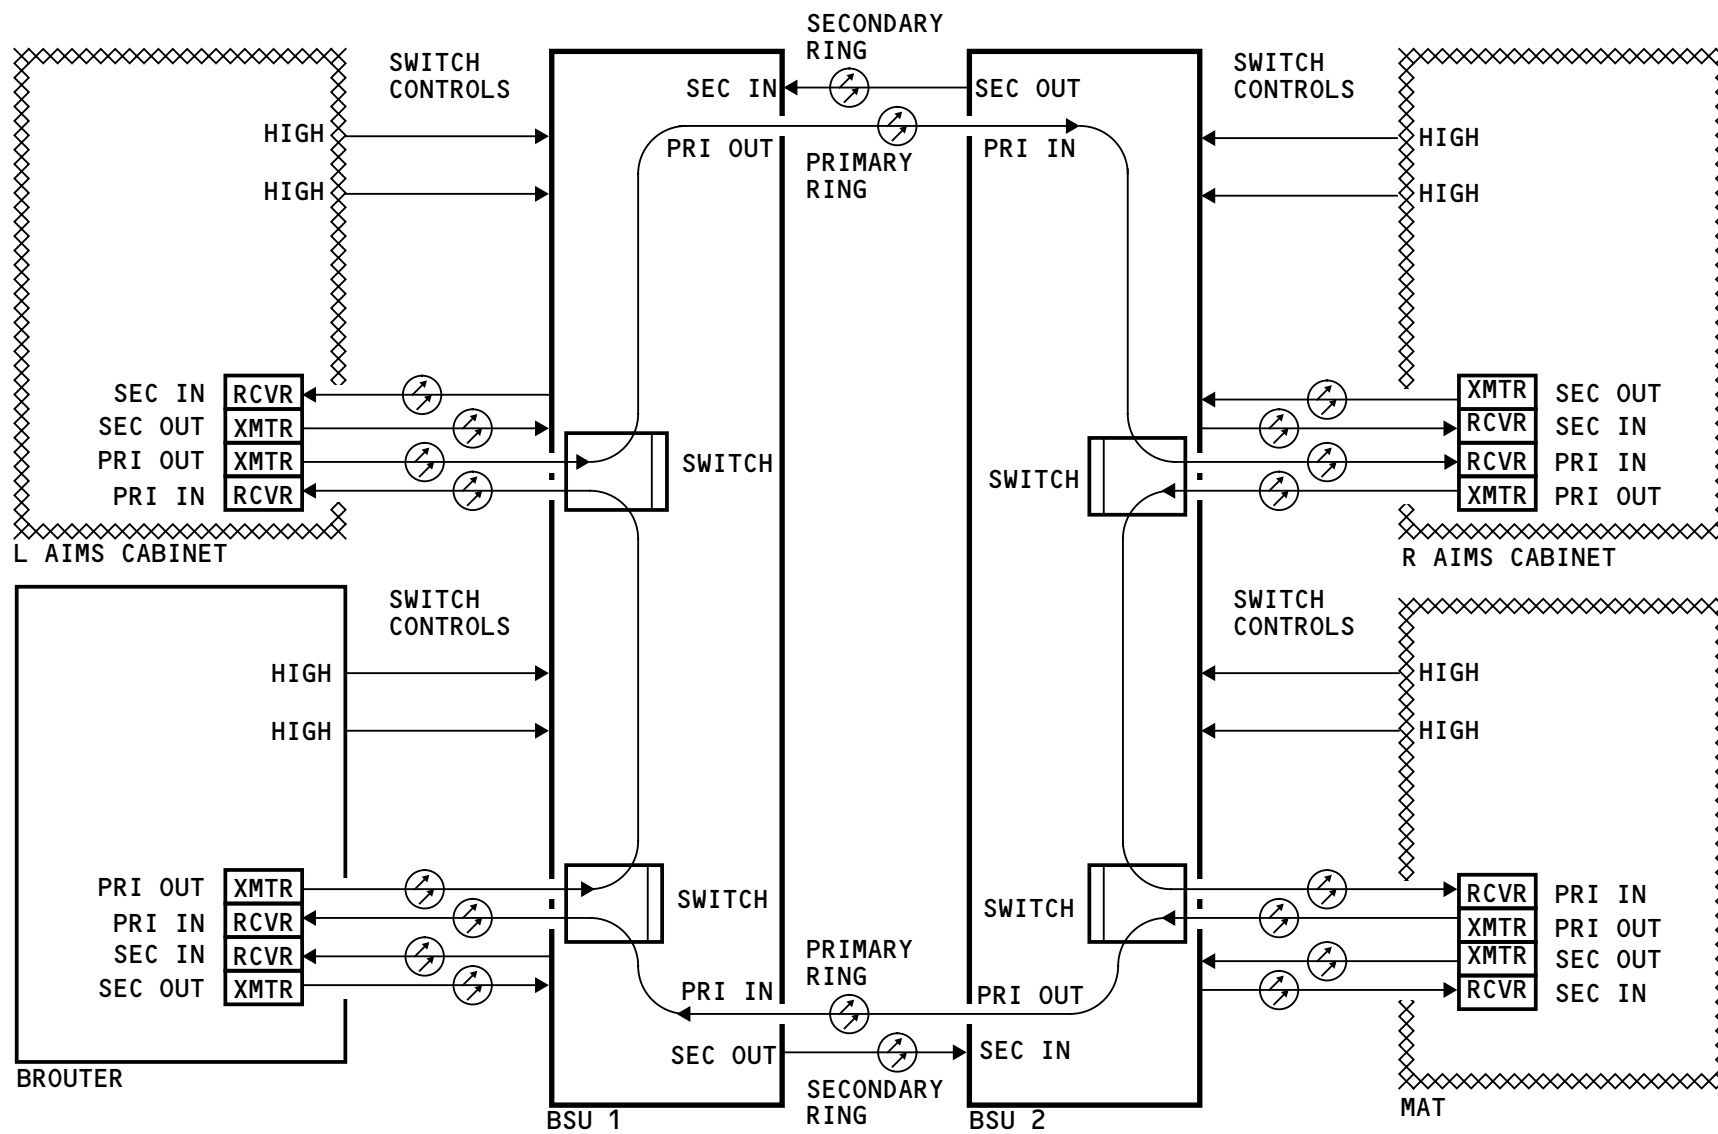 SECONDARY
RING
SWITCH
CONTROLS
SWITCH
CONTROLS
SEC IN
SEC OUT
HIGH
HIGH
PRI OUT
PRI IN
PRIMARY
RING
HIGH
HIGH
SEC IN
RCVR
SEC OUT
XMTR
PRI OUT
XMTR
PRI IN
RCVR
SWITCH
SWITCH
XMTR
SEC OUT
RCVR
SEC IN
RCVR
PRI IN
XMTR
PRI OUT
L AIMS CABINET
R AIMS CABINET
SWITCH
CONTROLS
SWITCH
CONTROLS
HIGH
HIGH
HIGH
HIGH
PRI OUT
XMTR
PRI IN
RCVR
SEC IN
RCVR
SEC OUT
XMTR
SWITCH
SWITCH
RCVR
PRI IN
XMTR
PRI OUT
XMTR
SEC OUT
RCVR
SEC IN
PRIMARY
RING
PRI IN
PRI OUT
SEC OUT
SEC IN
SECONDARY
RING
BROUTER
BSU 1
BSU 2
MAT